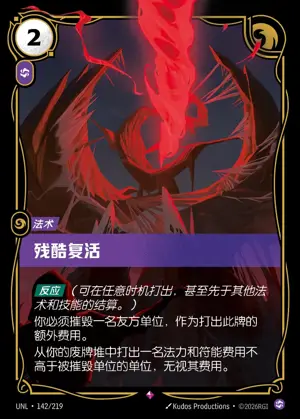 2
法术
残酷复活
反应（可在任意时机打出，甚至先于其他法
术和技能的结算。）
你必须摧毁一名友方单位，作为打出此牌的
额外费用。
从你的废牌堆中打出一名法力和符能费用不
高于被摧毁单位的单位，无视其费用。
UNL • 142/219
Kudos Productions • ©2026RGI